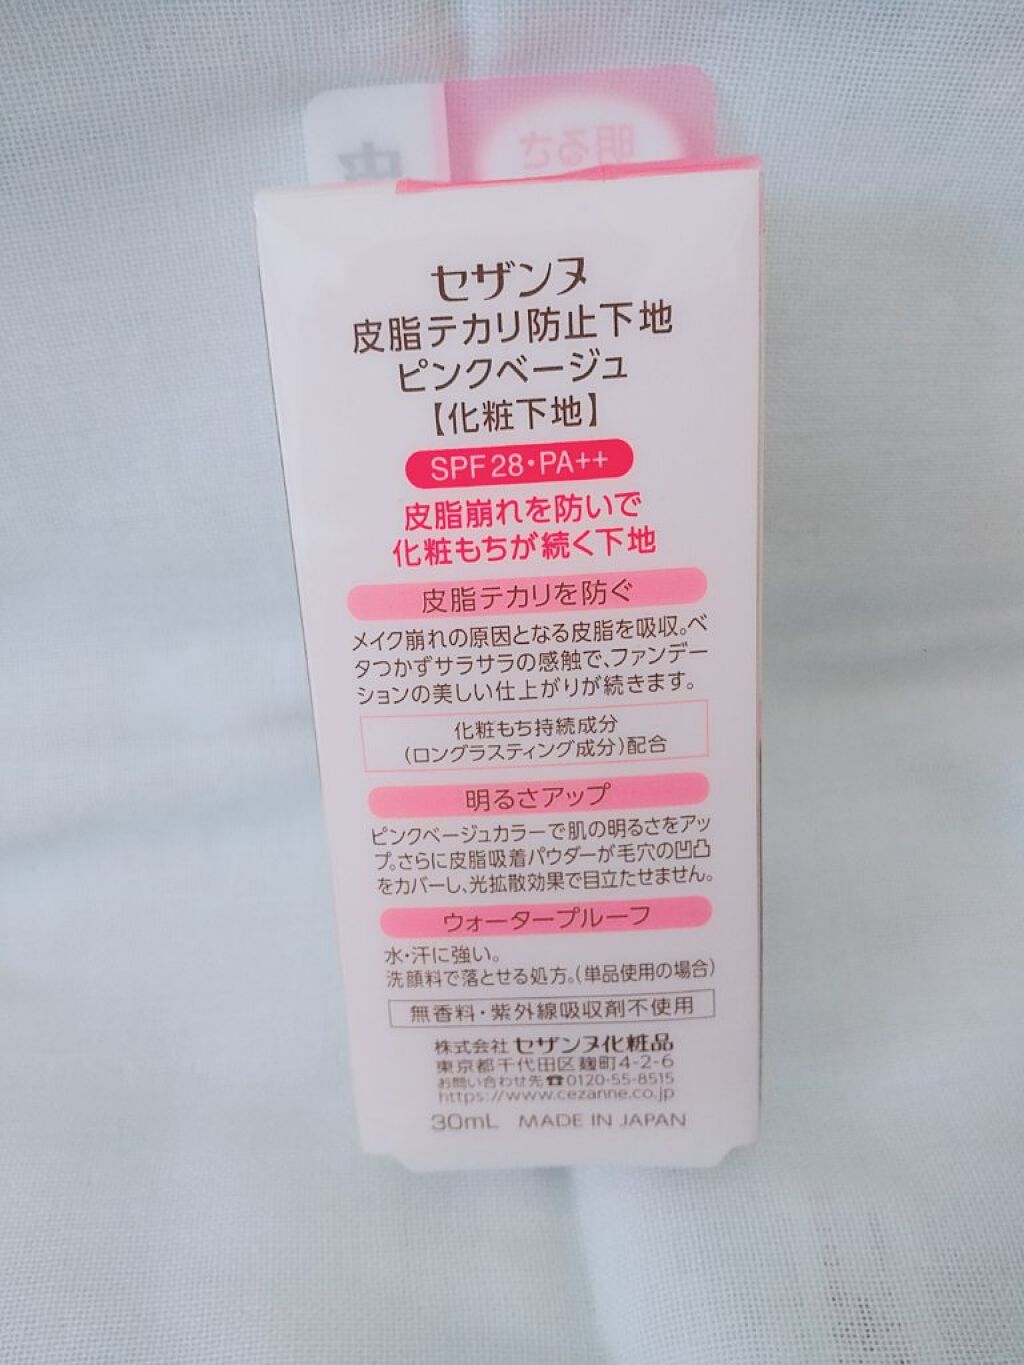 明るさ
皮
セザンヌ
皮脂テカリ防止下地
ピンクベージュ
【化粧下地】
SPF28・PA++
皮脂崩れを防いで
化粧もちが続く下地
皮脂テカリを防ぐ
メイク崩れの原因となる皮脂を吸収。ベ
タつかずサラサラの感触で、ファンデー
ションの美しい仕上がりが続きます。
化粧もち持続成分
(ロングラスティング成分)配合
明るさアップ
ピンクベージュカラーで肌の明るさをアッ
プ。さらに皮脂吸着パウダーが毛穴の凹凸
をカバーし、光拡散効果で目立たせません。
ウォータープルーフ
水・汗に強い。
洗顔料で落とせる処方。(単品使用の場合)
無香料・紫外線吸収剤不使用
株式会社 セザンヌ化粧品
東京都千代田区麹町4-2-6
お問い合わせ先☎0120-55-8515
https://www.cezanne.co.jp
30mL MADE IN JAPAN